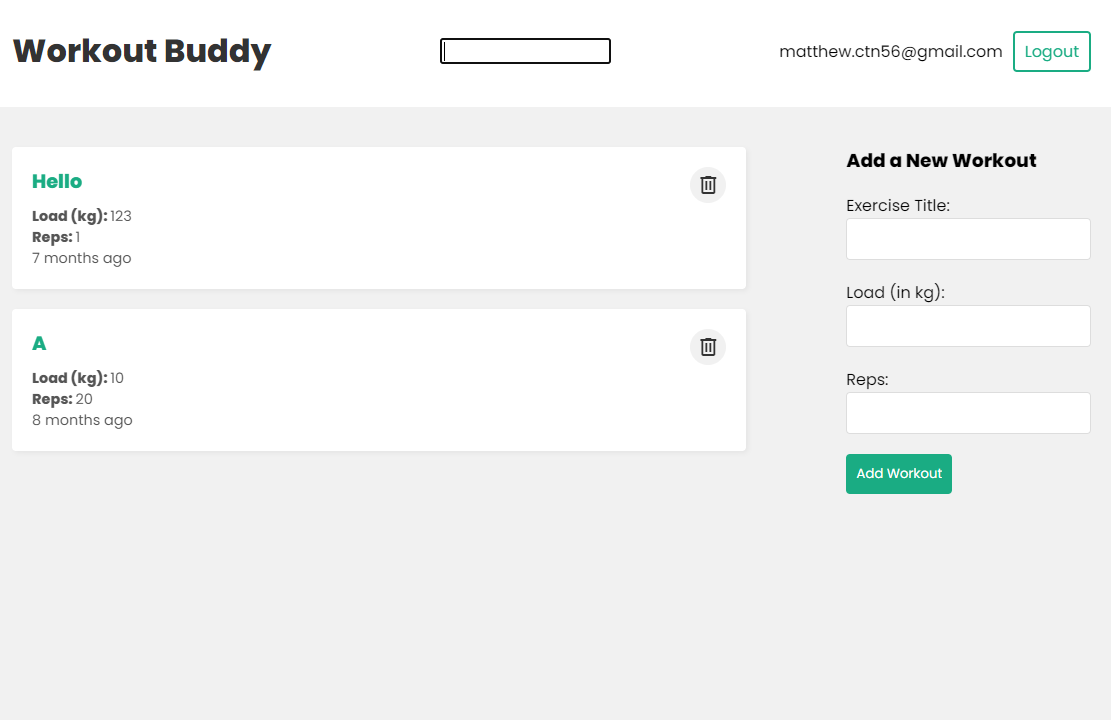 Workout Buddy
matthew.ctn56@gmail.com
Logout
Hello
Load (kg): 123
Reps: 1
7 months ago
A
Load (kg): 10
Reps: 20
8 months ago
Add a New Workout
Exercise Title:
Load (in kg):
Reps:
Add Workout